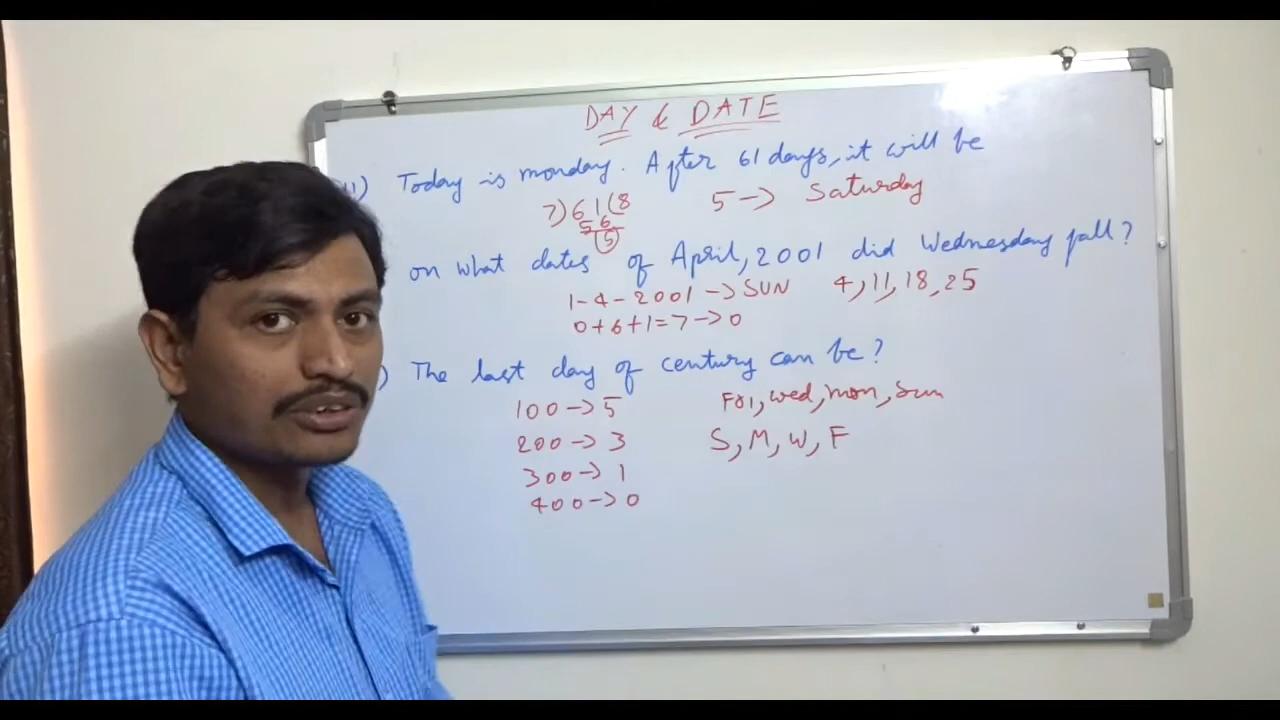 DAY & DATE
11) Today is monday. After 61 days, it will be
7) 61 (8 5 -> Saturday
56
5
on what dates of April, 2001 did Wednesday fall?
1-4-2001 -> SUN 4, 11, 18, 25
0+6+1=7 -> 0
) The last day of century can be?
100 -> 5 Fri, wed, mon, sun
200 -> 3 S, M, W, F
300 -> 1
400 -> 0